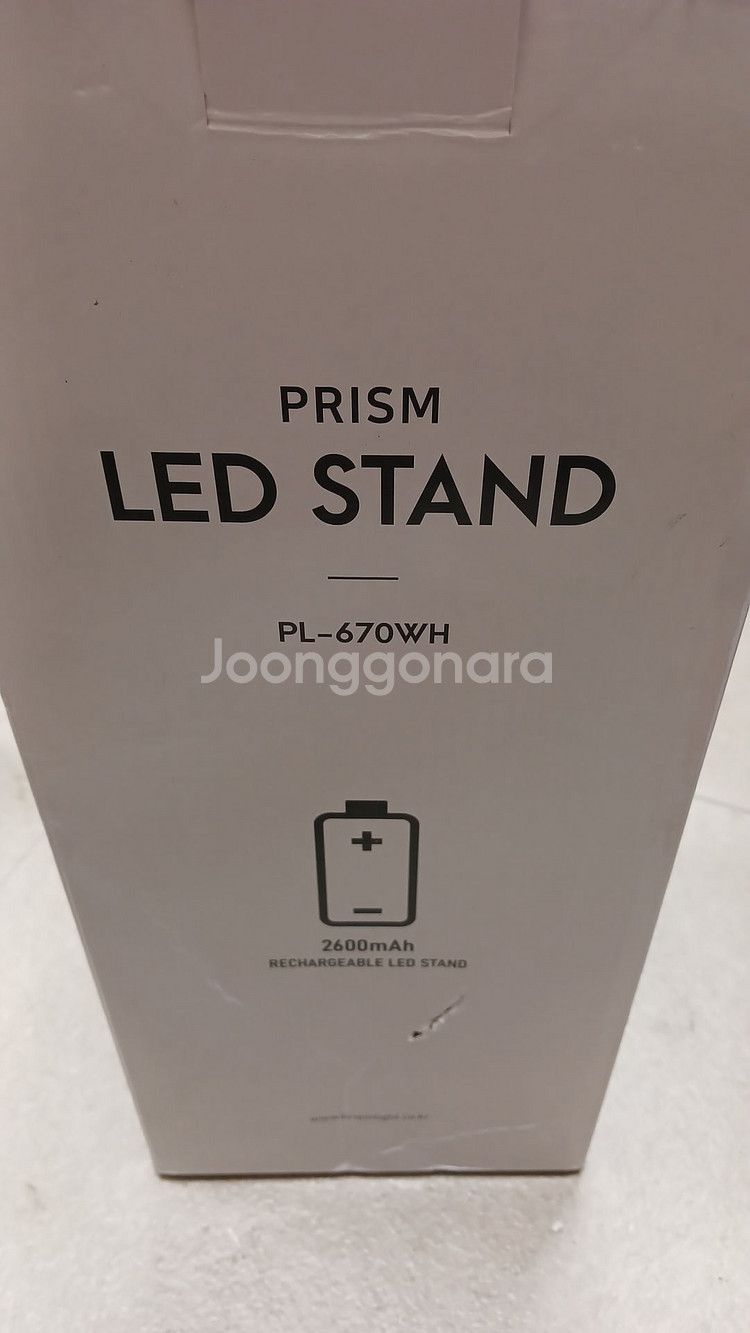 PRISM
LED STAND
PL-670WH
Joonggonara
2600mAh
RECHARGEABLE LED STAND